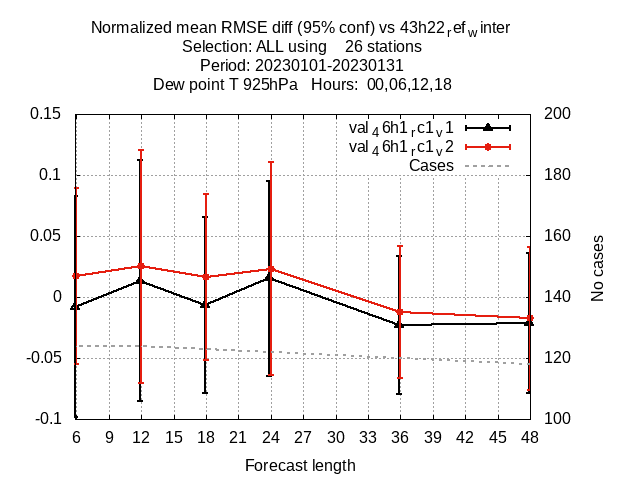 Normalized mean RMSE diff (95% conf) vs 43h22refwinter
Selection: ALL using 26 stations
Period: 20230101-20230131
Dew point T 925hPa Hours: 00,06,12,18
0.15
0.1
0.05
0
-0.05
-0.1
200
180
160
140
120
100
val46h1rc1v1
val46h1rc1v2
Cases
No cases
6 9 12 15 18 21 24 27 30 33 36 39 42 45 48
Forecast length